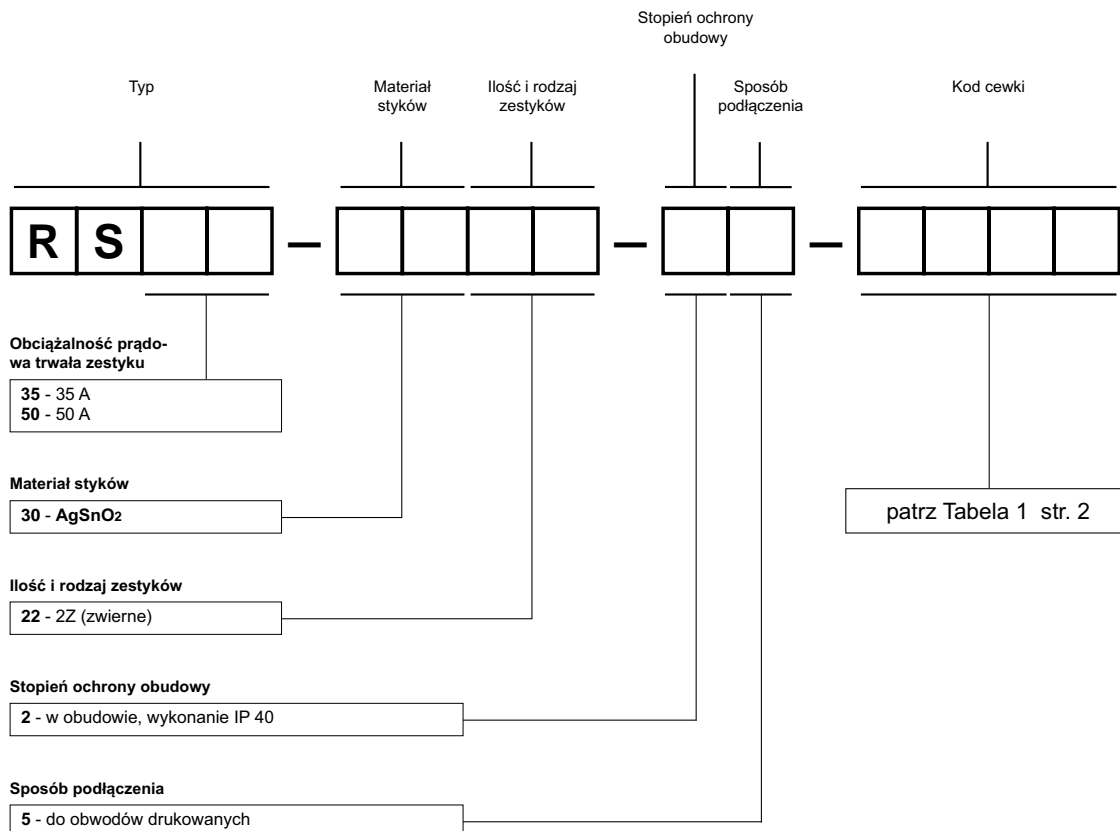 Stopień ochrony
obudowy
Typ
Materiał
styków
Ilość i rodzaj
zestyków
Sposób
podłączenia
Kod cewki
R S — — —
Obciążalność prądo-
wa trwała zestyku
35 - 35 A
50 - 50 A
Materiał styków
30 - AgSnO2
patrz Tabela 1 str. 2
Ilość i rodzaj zestyków
22 - 2Z (zwierne)
Stopień ochrony obudowy
2 - w obudowie, wykonanie IP 40
Sposób podłączenia
5 - do obwodów drukowanych